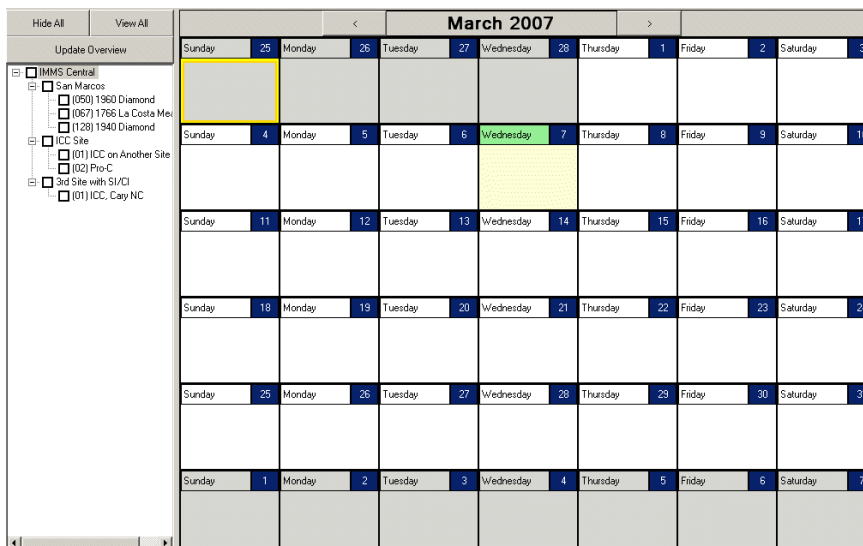 Hide All View All < March 2007 >
Update Overview
Sunday 25 Monday 26 Tuesday 27 Wednesday 28 Thursday 1 Friday 2 Saturday
IMMS Central
San Marcos
(050) 1960 Diamond
(067) 1766 La Costa
(128) 1940 Diamond
Sunday 4 Monday 5 Tuesday 6 Wednesday 7 Thursday 8 Friday 9 Saturday
ICC Site
(01) ICC on Another Site
(02) Pro-C
3rd Site with SI/CI
(01) ICC, Cary NC
Sunday 11 Monday 12 Tuesday 13 Wednesday 14 Thursday 15 Friday 16 Saturday
Sunday 18 Monday 19 Tuesday 20 Wednesday 21 Thursday 22 Friday 23 Saturday
Sunday 25 Monday 26 Tuesday 27 Wednesday 28 Thursday 29 Friday 30 Saturday
Sunday 1 Monday 2 Tuesday 3 Wednesday 4 Thursday 5 Friday 6 Saturday